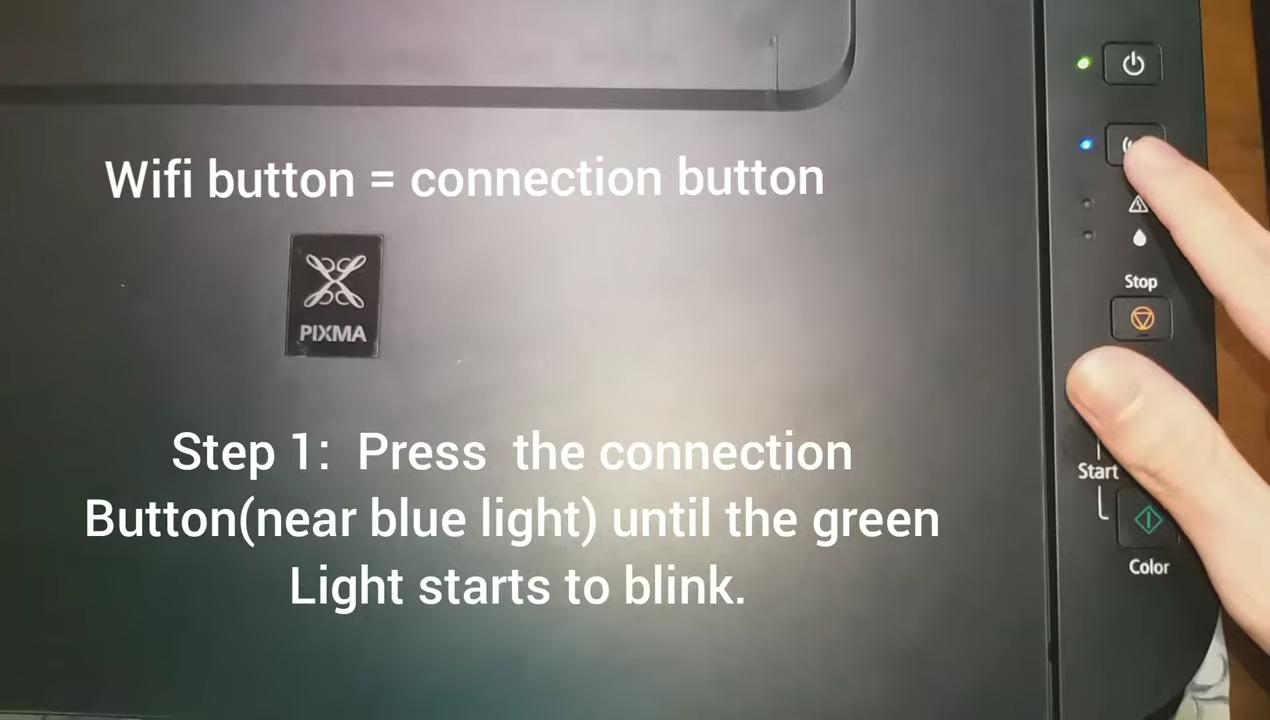 Wifi button = connection button
PIXMA
Step 1:  Press  the connection
Button(near blue light) until the green
Light starts to blink.
Stop
Start
Color